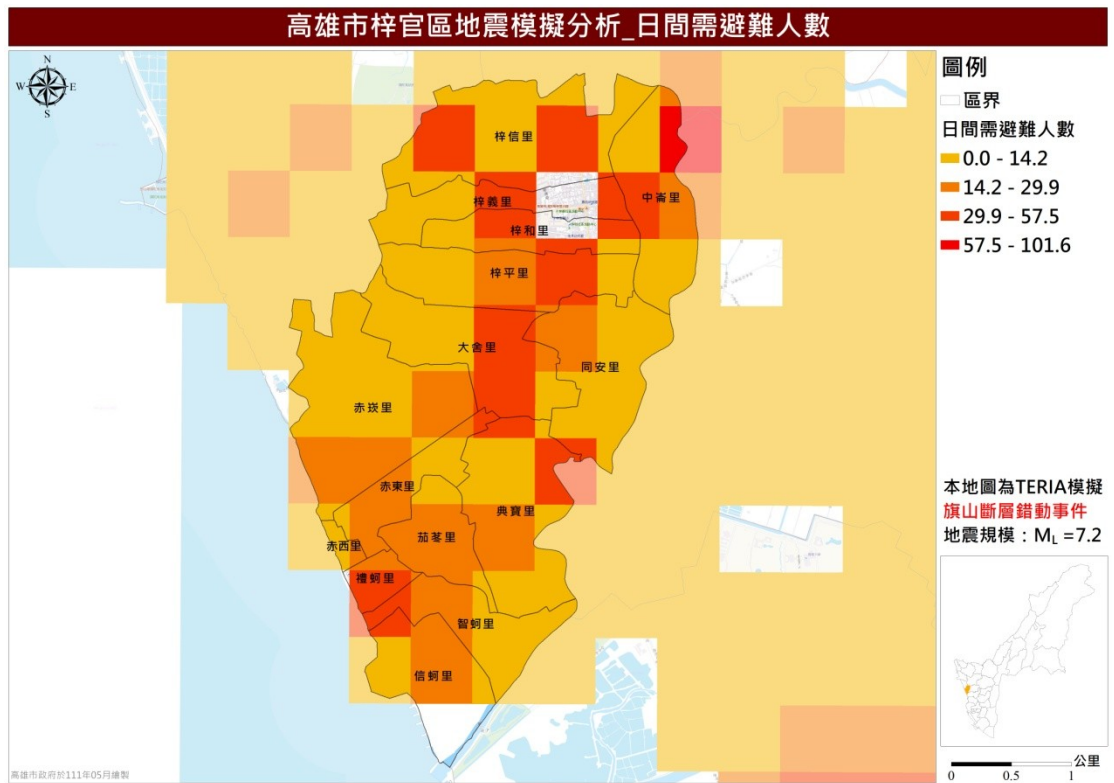 高雄市梓官區地震模擬分析_日間需避難人數
N
W E
S
圖例
區界
日間需避難人數
0.0 - 14.2
14.2 - 29.9
29.9 - 57.5
57.5 - 101.6
梓信里
中崙里
梓義里
梓和里
梓平里
大舍里
同安里
赤崁里
赤東里
典寶里
茄苳里
赤西里
禮蚵里
智蚵里
信蚵里
本地圖為TERIA模擬
旗山斷層錯動事件
地震規模：ML =7.2
公里
0 0.5 1
高雄市政府於111年05月繪製